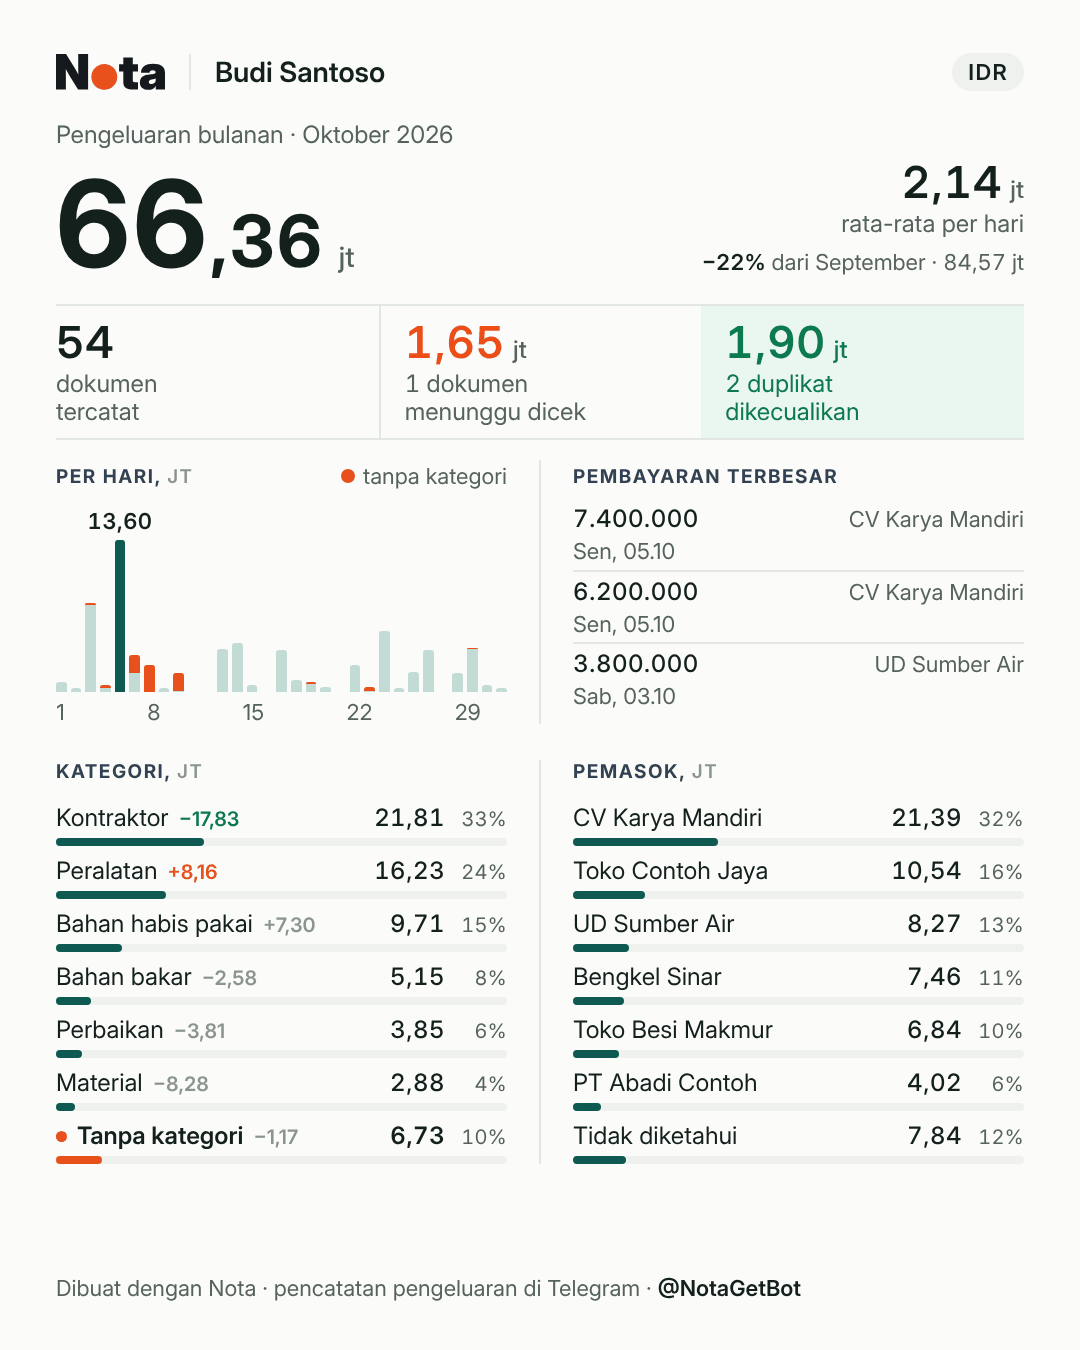 Nota
Budi Santoso
IDR
Pengeluaran bulanan · Oktober 2026
66,36 jt
2,14 jt
rata-rata per hari
−22% dari September · 84,57 jt
54
dokumen
tercatat
1,65 jt
1 dokumen
menunggu dicek
1,90 jt
2 duplikat
dikecualikan
PER HARI, JT
tanpa kategori
13,60
1 8 15 22 29
PEMBAYARAN TERBESAR
7.400.000 CV Karya Mandiri
Sen, 05.10
6.200.000 CV Karya Mandiri
Sen, 05.10
3.800.000 UD Sumber Air
Sab, 03.10
KATEGORI, JT
Kontraktor −17,83 21,81 33%
Peralatan +8,16 16,23 24%
Bahan habis pakai +7,30 9,71 15%
Bahan bakar −2,58 5,15 8%
Perbaikan −3,81 3,85 6%
Material −8,28 2,88 4%
Tanpa kategori −1,17 6,73 10%
PEMASOK, JT
CV Karya Mandiri 21,39 32%
Toko Contoh Jaya 10,54 16%
UD Sumber Air 8,27 13%
Bengkel Sinar 7,46 11%
Toko Besi Makmur 6,84 10%
PT Abadi Contoh 4,02 6%
Tidak diketahui 7,84 12%
Dibuat dengan Nota · pencatatan pengeluaran di Telegram · @NotaGetBot